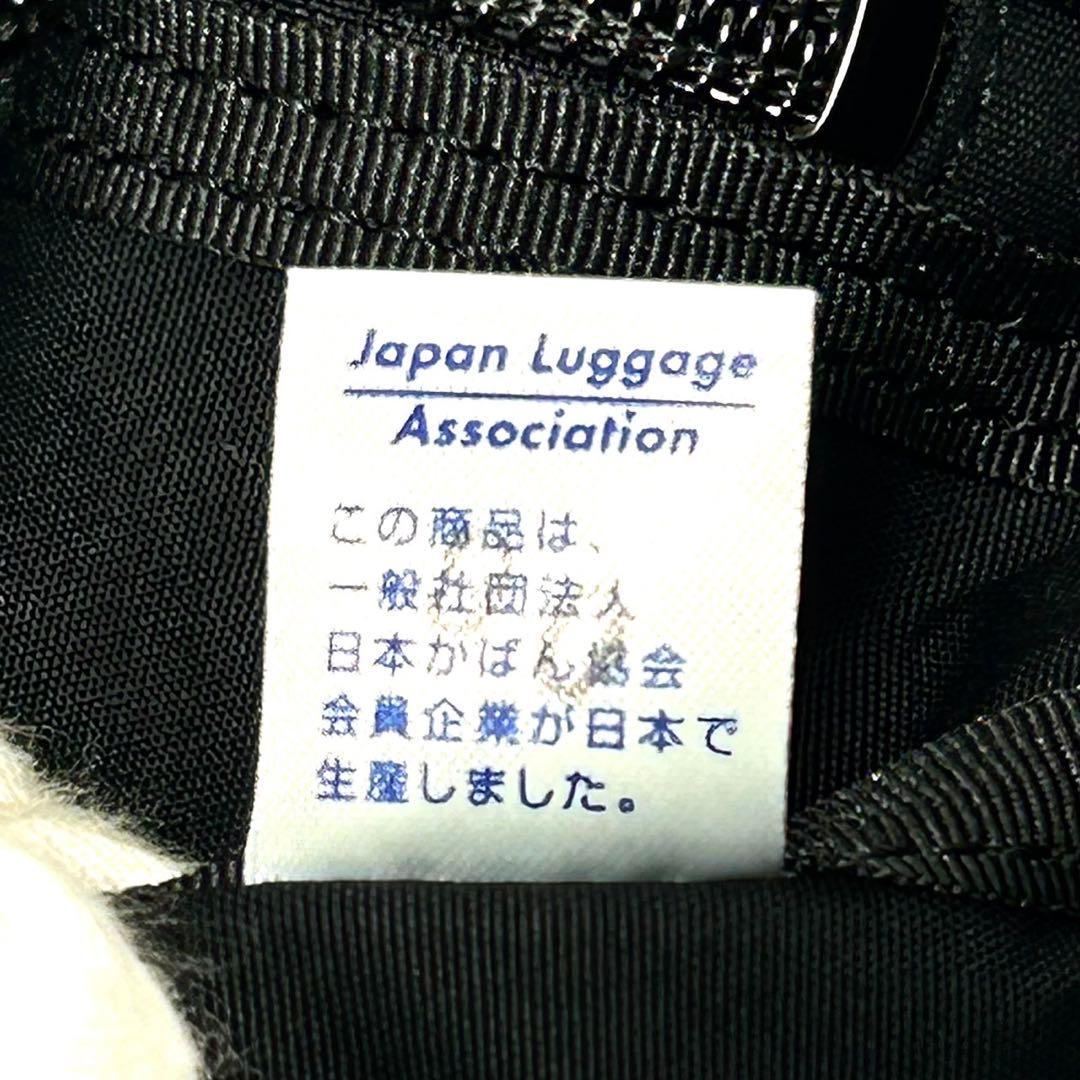 Japan Luggage
Association
この商品は、
一般社団法人
日本かばん協会
会員企業が日本で
生産しました。